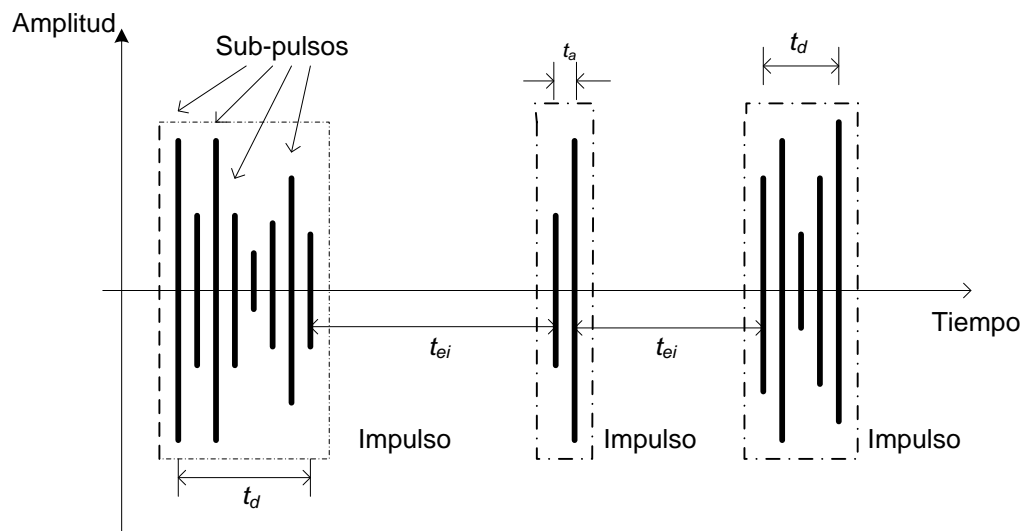 Amplitud
Sub-pulsos
ta
td
Tiempo
tei
tei
Impulso
Impulso
Impulso
td